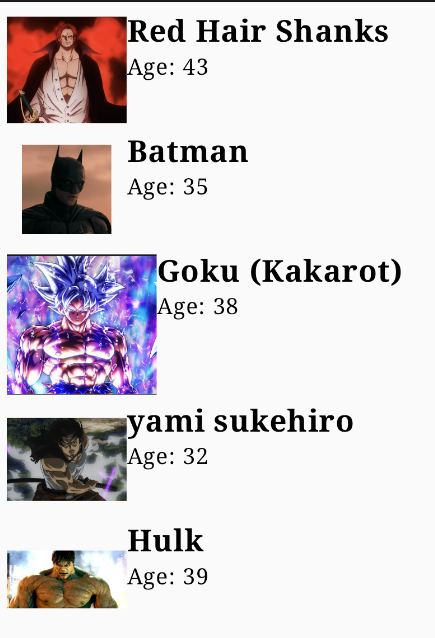 Red Hair Shanks
Age: 43
Batman
Age: 35
Goku (Kakarot)
Age: 38
yami sukehiro
Age: 32
Hulk
Age: 39